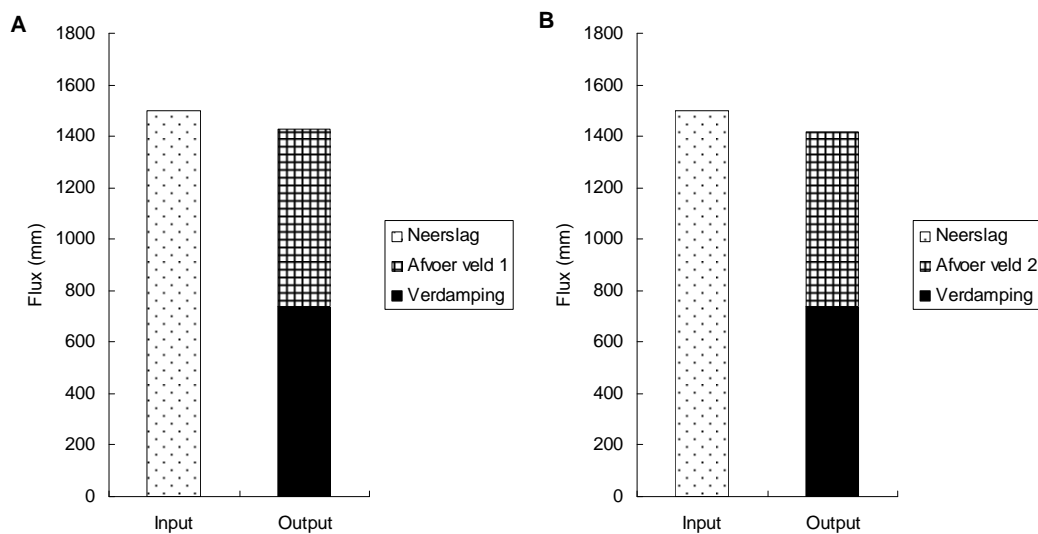 A
1800
1600
1400
1200
1000
800
600
400
200
0
Flux (mm)
Input
Output
Neerslag
Afvoer veld 1
Verdamping
B
1800
1600
1400
1200
1000
800
600
400
200
0
Flux (mm)
Input
Output
Neerslag
Afvoer veld 2
Verdamping